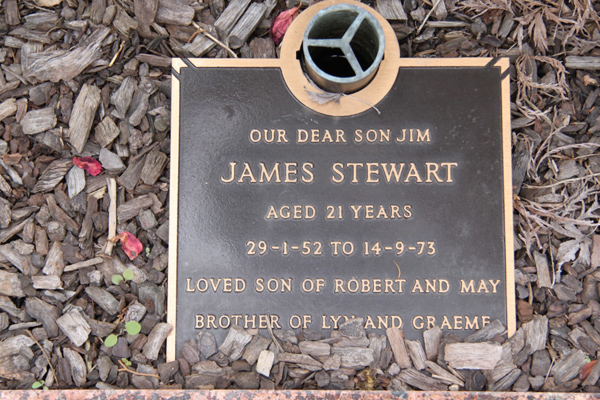 OUR DEAR SON JIM
JAMES STEWART
AGED 21 YEARS
29-1-52 TO 14-9-73
LOVED SON OF ROBERT AND MAY
BROTHER OF LYN AND GRAEME